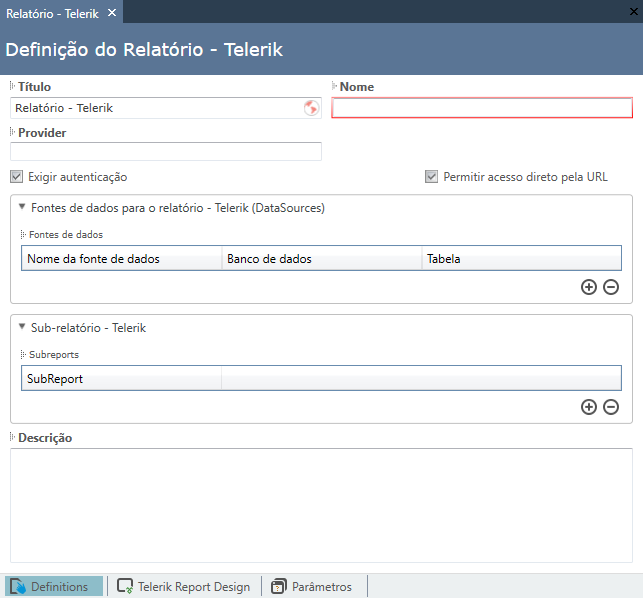 Relatório - Telerik
Definição do Relatório - Telerik
Título
Nome
Relatório - Telerik
Provider
Exigir autenticação
Permitir acesso direto pela URL
Fontes de dados para o relatório - Telerik (DataSources)
Fontes de dados
Nome da fonte de dados Banco de dados Tabela
Sub-relatório - Telerik
Subreports
SubReport
Descrição
Definitions Telerik Report Design Parâmetros